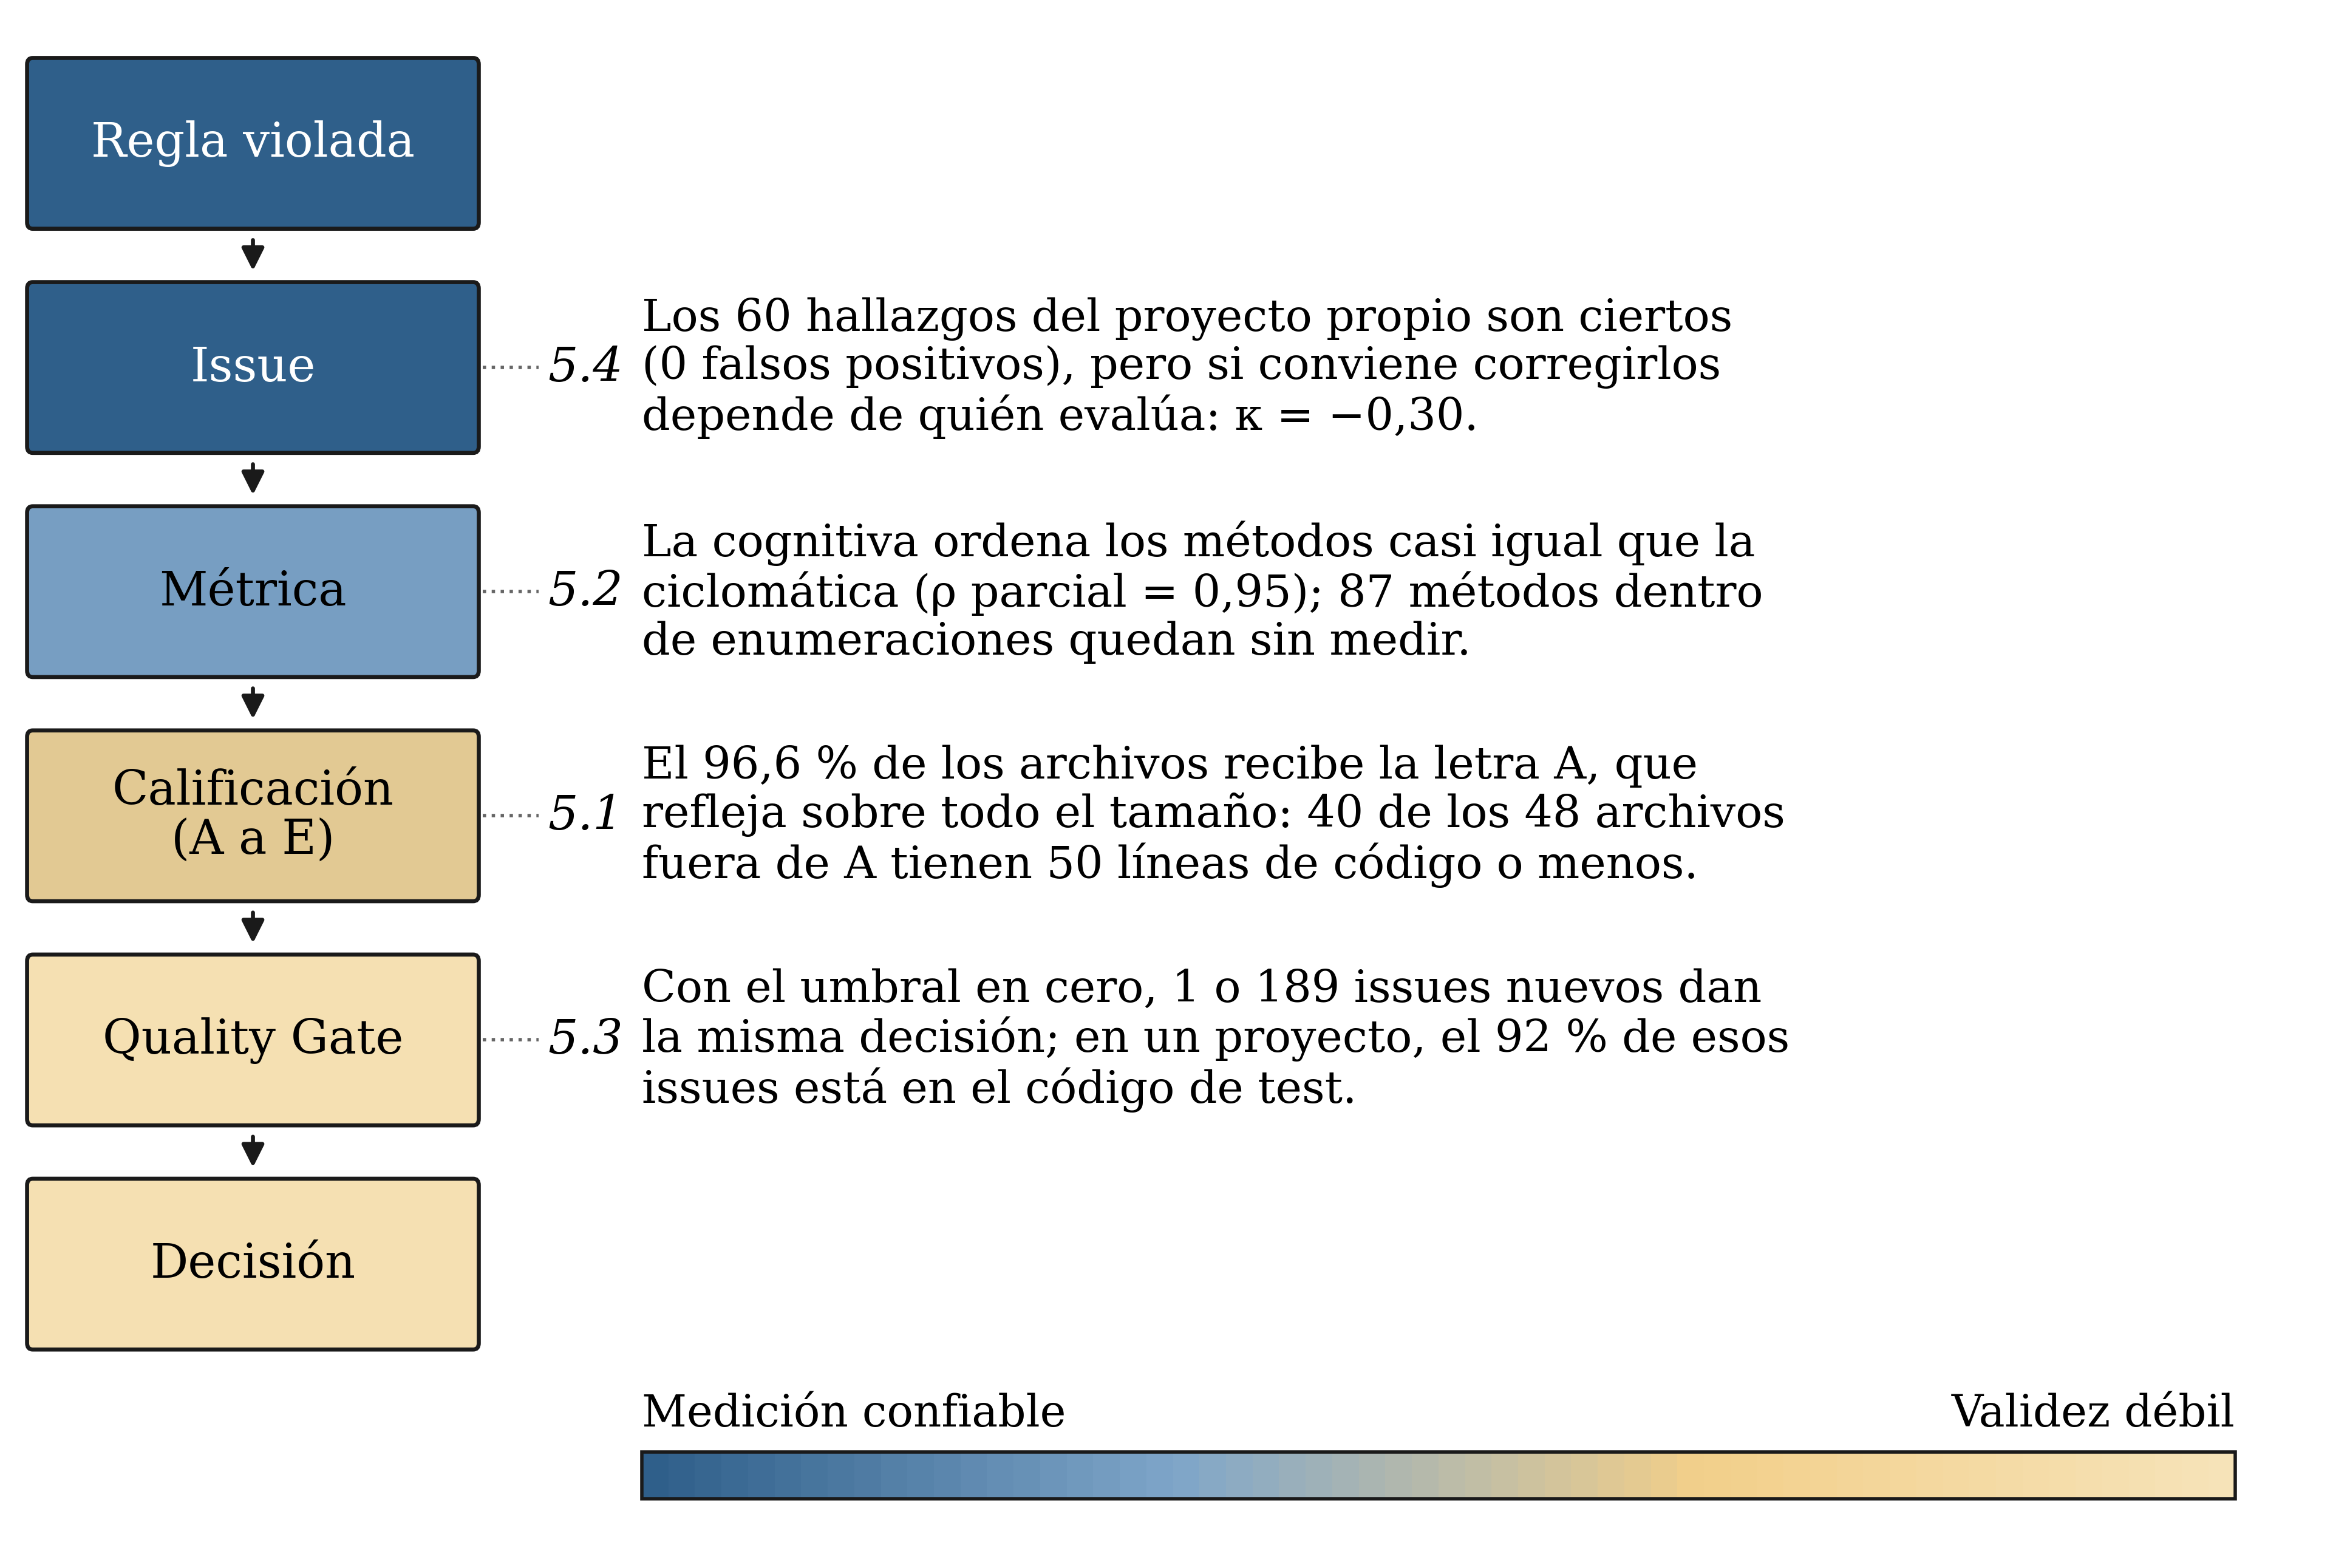 Regla violada
Issue
5.4
Los 60 hallazgos del proyecto propio son ciertos
(0 falsos positivos), pero si conviene corregirlos
depende de quién evalúa: κ = −0,30.
Métrica
5.2
La cognitiva ordena los métodos casi igual que la
ciclomática (ρ parcial = 0,95); 87 métodos dentro
de enumeraciones quedan sin medir.
Calificación
(A a E)
5.1
El 96,6 % de los archivos recibe la letra A, que
refleja sobre todo el tamaño: 40 de los 48 archivos
fuera de A tienen 50 líneas de código o menos.
Quality Gate
5.3
Con el umbral en cero, 1 o 189 issues nuevos dan
la misma decisión; en un proyecto, el 92 % de esos
issues está en el código de test.
Decisión
Medición confiable
Validez débil